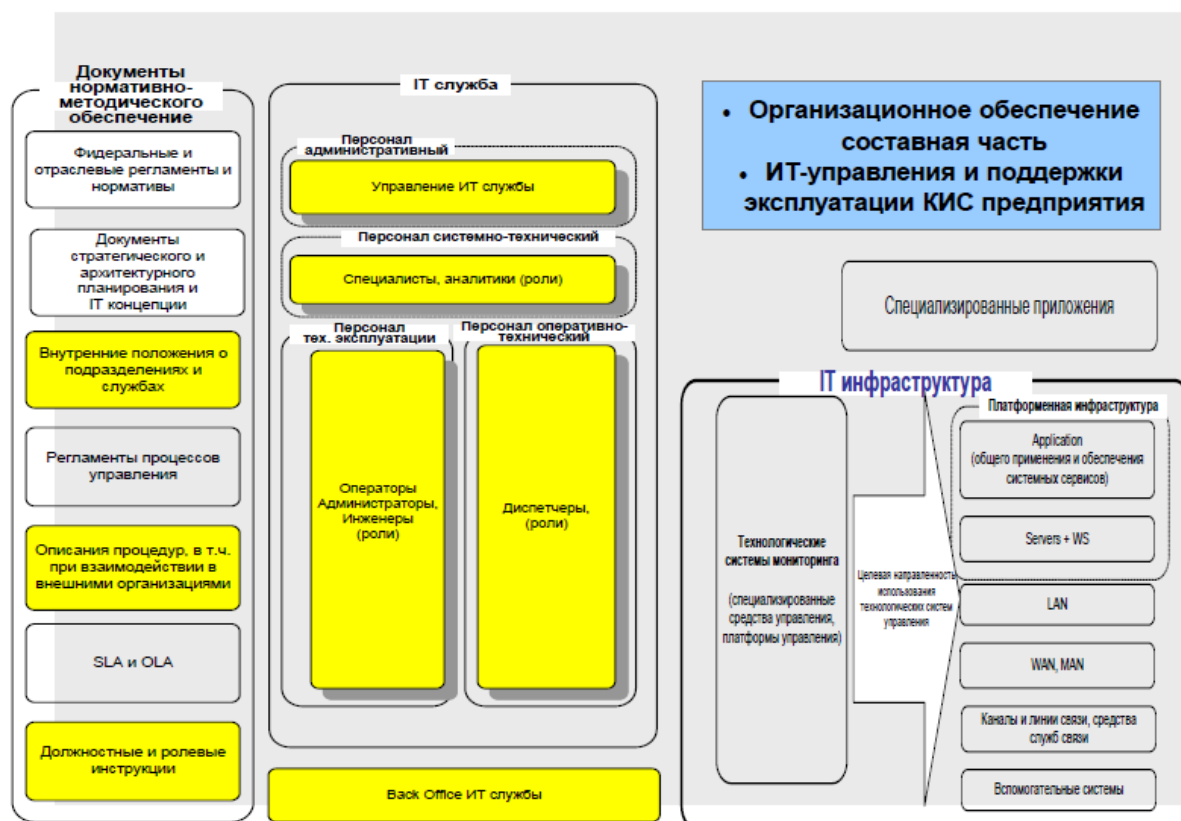 Документы
нормативно-
методического
обеспечение
Фидеральные и
отраслевые регламенты и
нормативы
Документы
стратегического и
архитектурного
планирования и
IT концепции
Внутренние положения о
подразделениях и
службах
Регламенты процессов
управления
Описания процедур, в т.ч.
при взаимодействии в
внешними организациями
SLA и OLA
Должностные и ролевые
инструкции
IT служба
Персонал
административный
Управление ИТ службы
Персонал системно-технический
Специалисты, аналитики (роли)
Персонал
тех. эксплуатации
Операторы
Администраторы,
Инженеры
(роли)
Персонал оперативно-
технический
Диспетчеры,
(роли)
Back Office ИТ службы
• Организационное обеспечение
составная часть
• ИТ-управления и поддержки
эксплуатации КИС предприятия
Специализированные приложения
IT инфраструктура
Технологические
системы мониторинга
(специализированные
средства управления,
платформы управления)
Целевая направленность
использования
технологических систем
управления
Платформенная инфраструктура
Application
(общего применения и обеспечения
системных сервисов)
Servers + WS
LAN
WAN, MAN
Каналы и линии связи, средства
служб связи
Вспомогательные системы